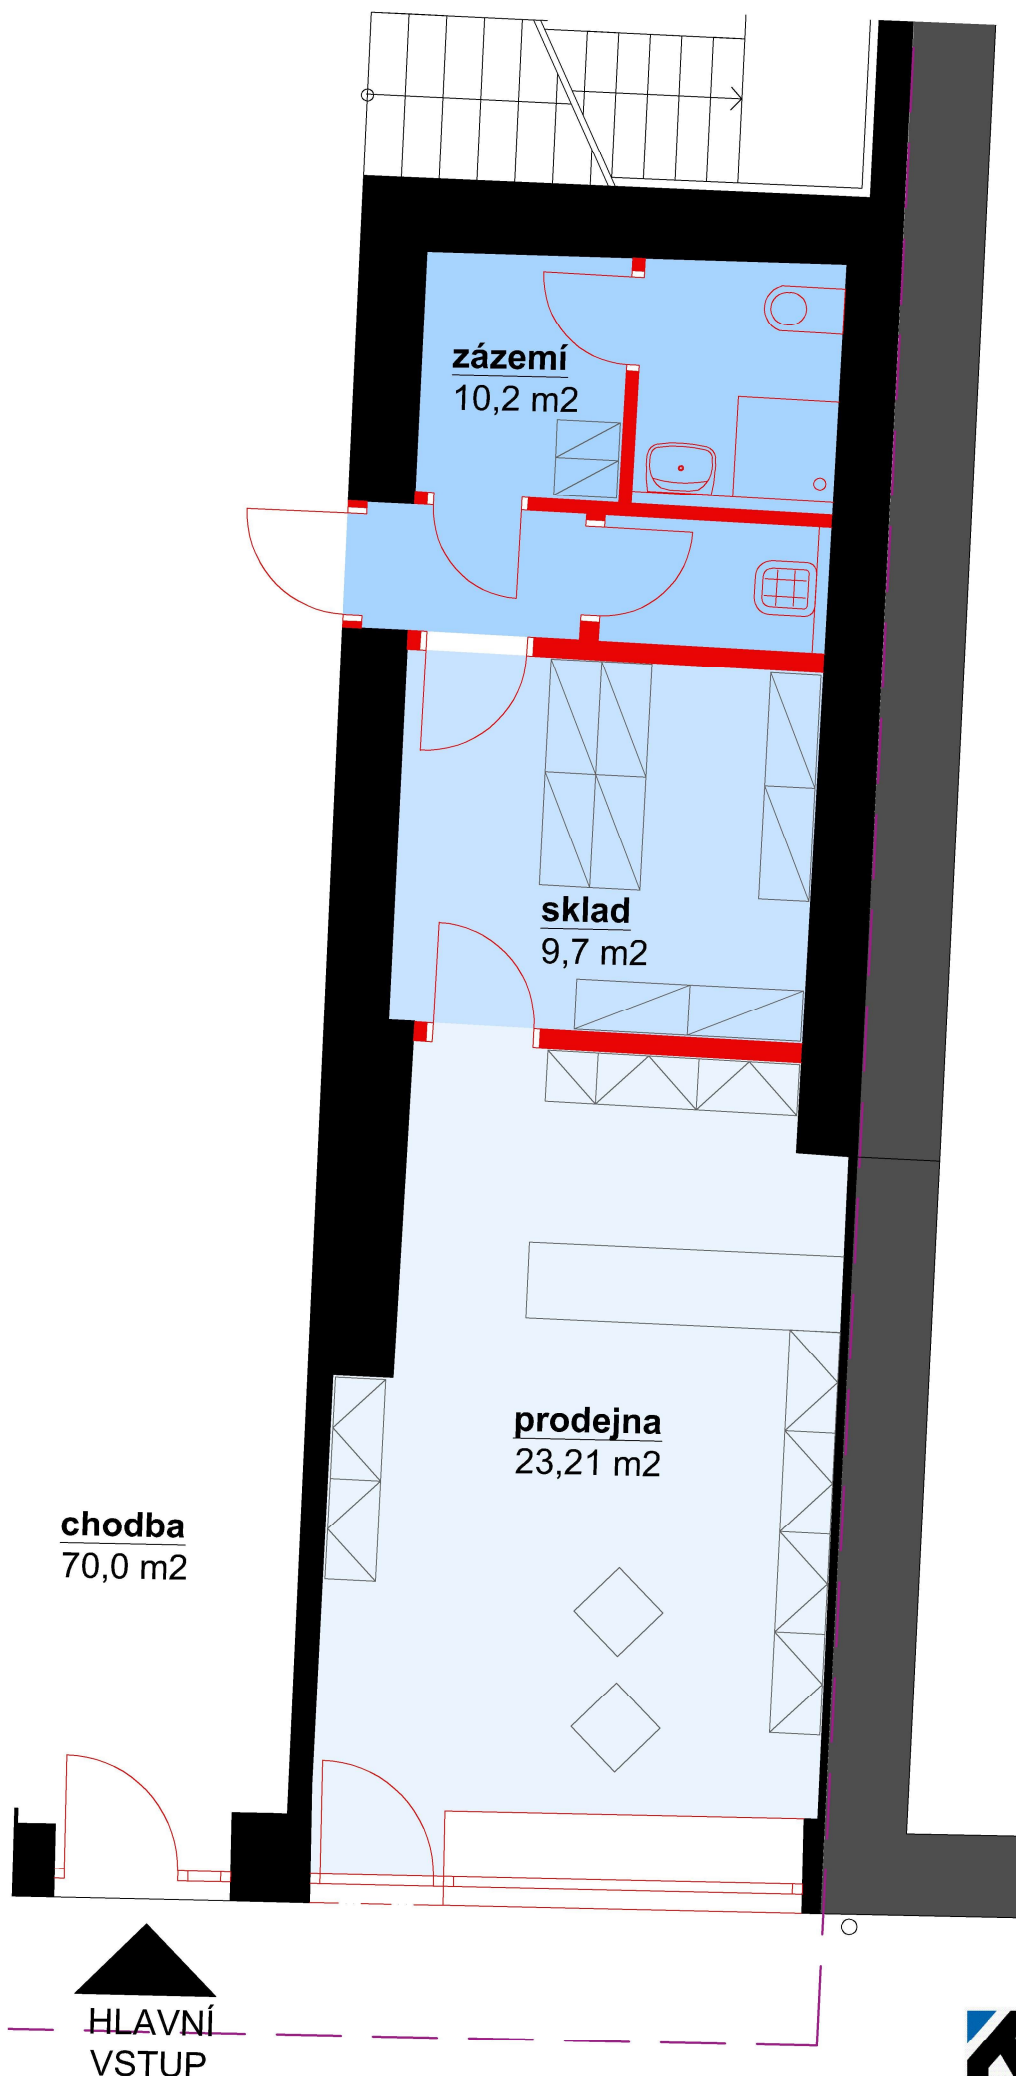 zázemí
10,2 m2
sklad
9,7 m2
prodejna
23,21 m2
chodba
70,0 m2
HLAVNÍ
VSTUP